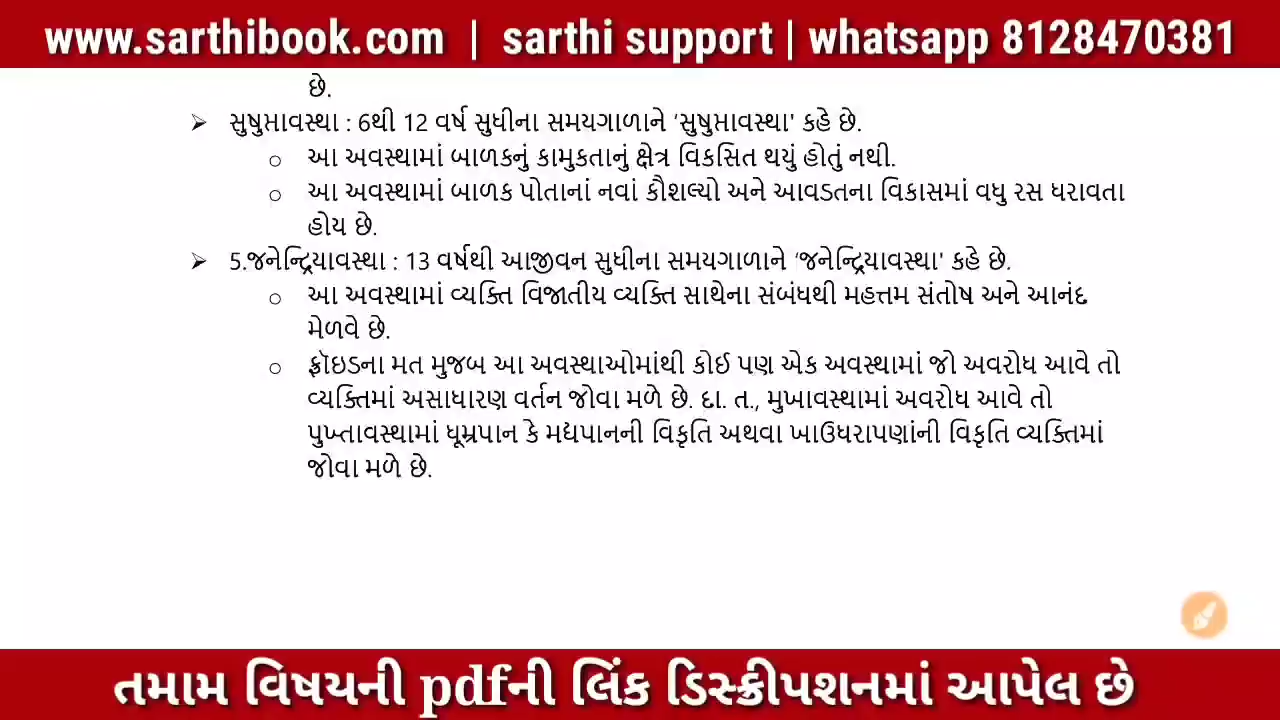 www.sarthibook.com | sarthi support | whatsapp 8128470381
છે.
➢ સુષુપ્તાવસ્થા : 6થી 12 વર્ષ સુધીના સમયગાળાને ‘સુષુપ્તાવસ્થા' કહે છે.
o આ અવસ્થામાં બાળકનું કામુકતાનું ક્ષેત્ર વિકસિત થયું હોતું નથી.
o આ અવસ્થામાં બાળક પોતાનાં નવાં કૌશલ્યો અને આવડતના વિકાસમાં વધુ રસ ધરાવતા
હોય છે.
➢ 5.જનેન્દ્રિયાવસ્થા : 13 વર્ષથી આજીવન સુધીના સમયગાળાને ‘જનેન્દ્રિયાવસ્થા' કહે છે.
o આ અવસ્થામાં વ્યક્તિ વિજાતીય વ્યક્તિ સાથેના સંબંધથી મહત્તમ સંતોષ અને આનંદ
મેળવે છે.
o ફ્રૉઇડના મત મુજબ આ અવસ્થાઓમાંથી કોઈ પણ એક અવસ્થામાં જો અવરોધ આવે તો
વ્યક્તિમાં અસાધારણ વર્તન જોવા મળે છે. દા. ત., મુખાવસ્થામાં અવરોધ આવે તો
પુખ્તાવસ્થામાં ધૂમ્રપાન કે મદ્યપાનની વિકૃતિ અથવા ખાઉધરાપણાંની વિકૃતિ વ્યક્તિમાં
જોવા મળે છે.
તમામ વિષયની pdfની લિંક ડિસ્ક્રીપશનમાં આપેલ છે